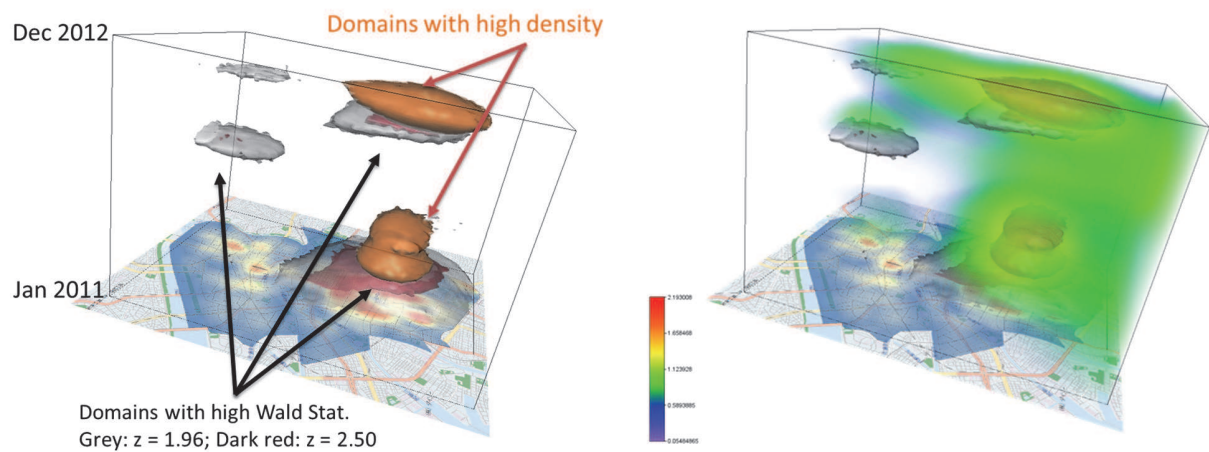 Domains with high density
Dec 2012
Jan 2011
Domains with high Wald Stat.
Grey: z = 1.96; Dark red: z = 2.50
2.193008
1.658468
1.123928
0.5893885
0.05484865